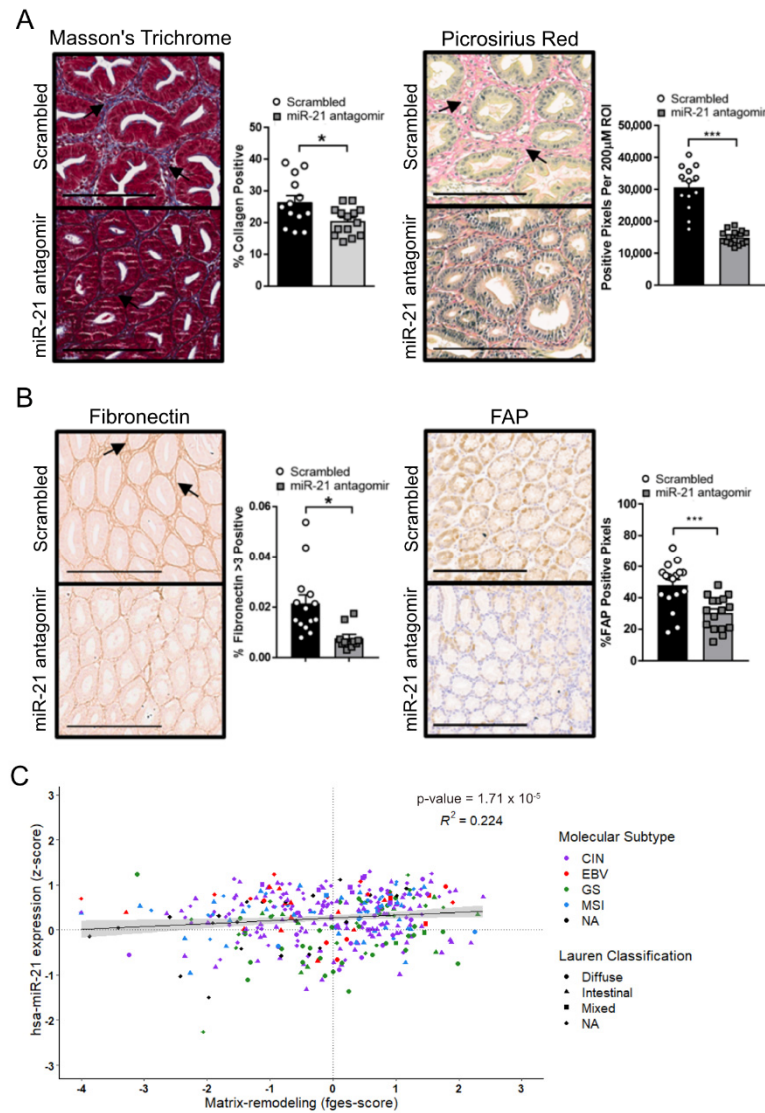 A
Masson's Trichrome
Picrosirius Red
Scrambled
miR-21 antagomir
% Collagen Positive
50
40
30
20
10
0
Scrambled
miR-21 antagomir
*
Scrambled
miR-21 antagomir
Positive Pixels Per 200μM ROI
50,000
40,000
30,000
20,000
10,000
0
Scrambled
miR-21 antagomir
***
B
Fibronectin
FAP
Scrambled
miR-21 antagomir
% Fibronectin >3 Positive
0.06
0.04
0.02
0.00
Scrambled
miR-21 antagomir
*
Scrambled
miR-21 antagomir
%FAP Positive Pixels
100
80
60
40
20
0
Scrambled
miR-21 antagomir
***
C
p-value = 1.71 x 10⁻⁵
R² = 0.224
hsa-miR-21 expression (z-score)
3
2
1
0
-1
-2
-3
-4 -3 -2 -1 0 1 2 3
Matrix-remodeling (fges-score)
Molecular Subtype
CIN
EBV
GS
MSI
NA
Lauren Classification
Diffuse
Intestinal
Mixed
NA